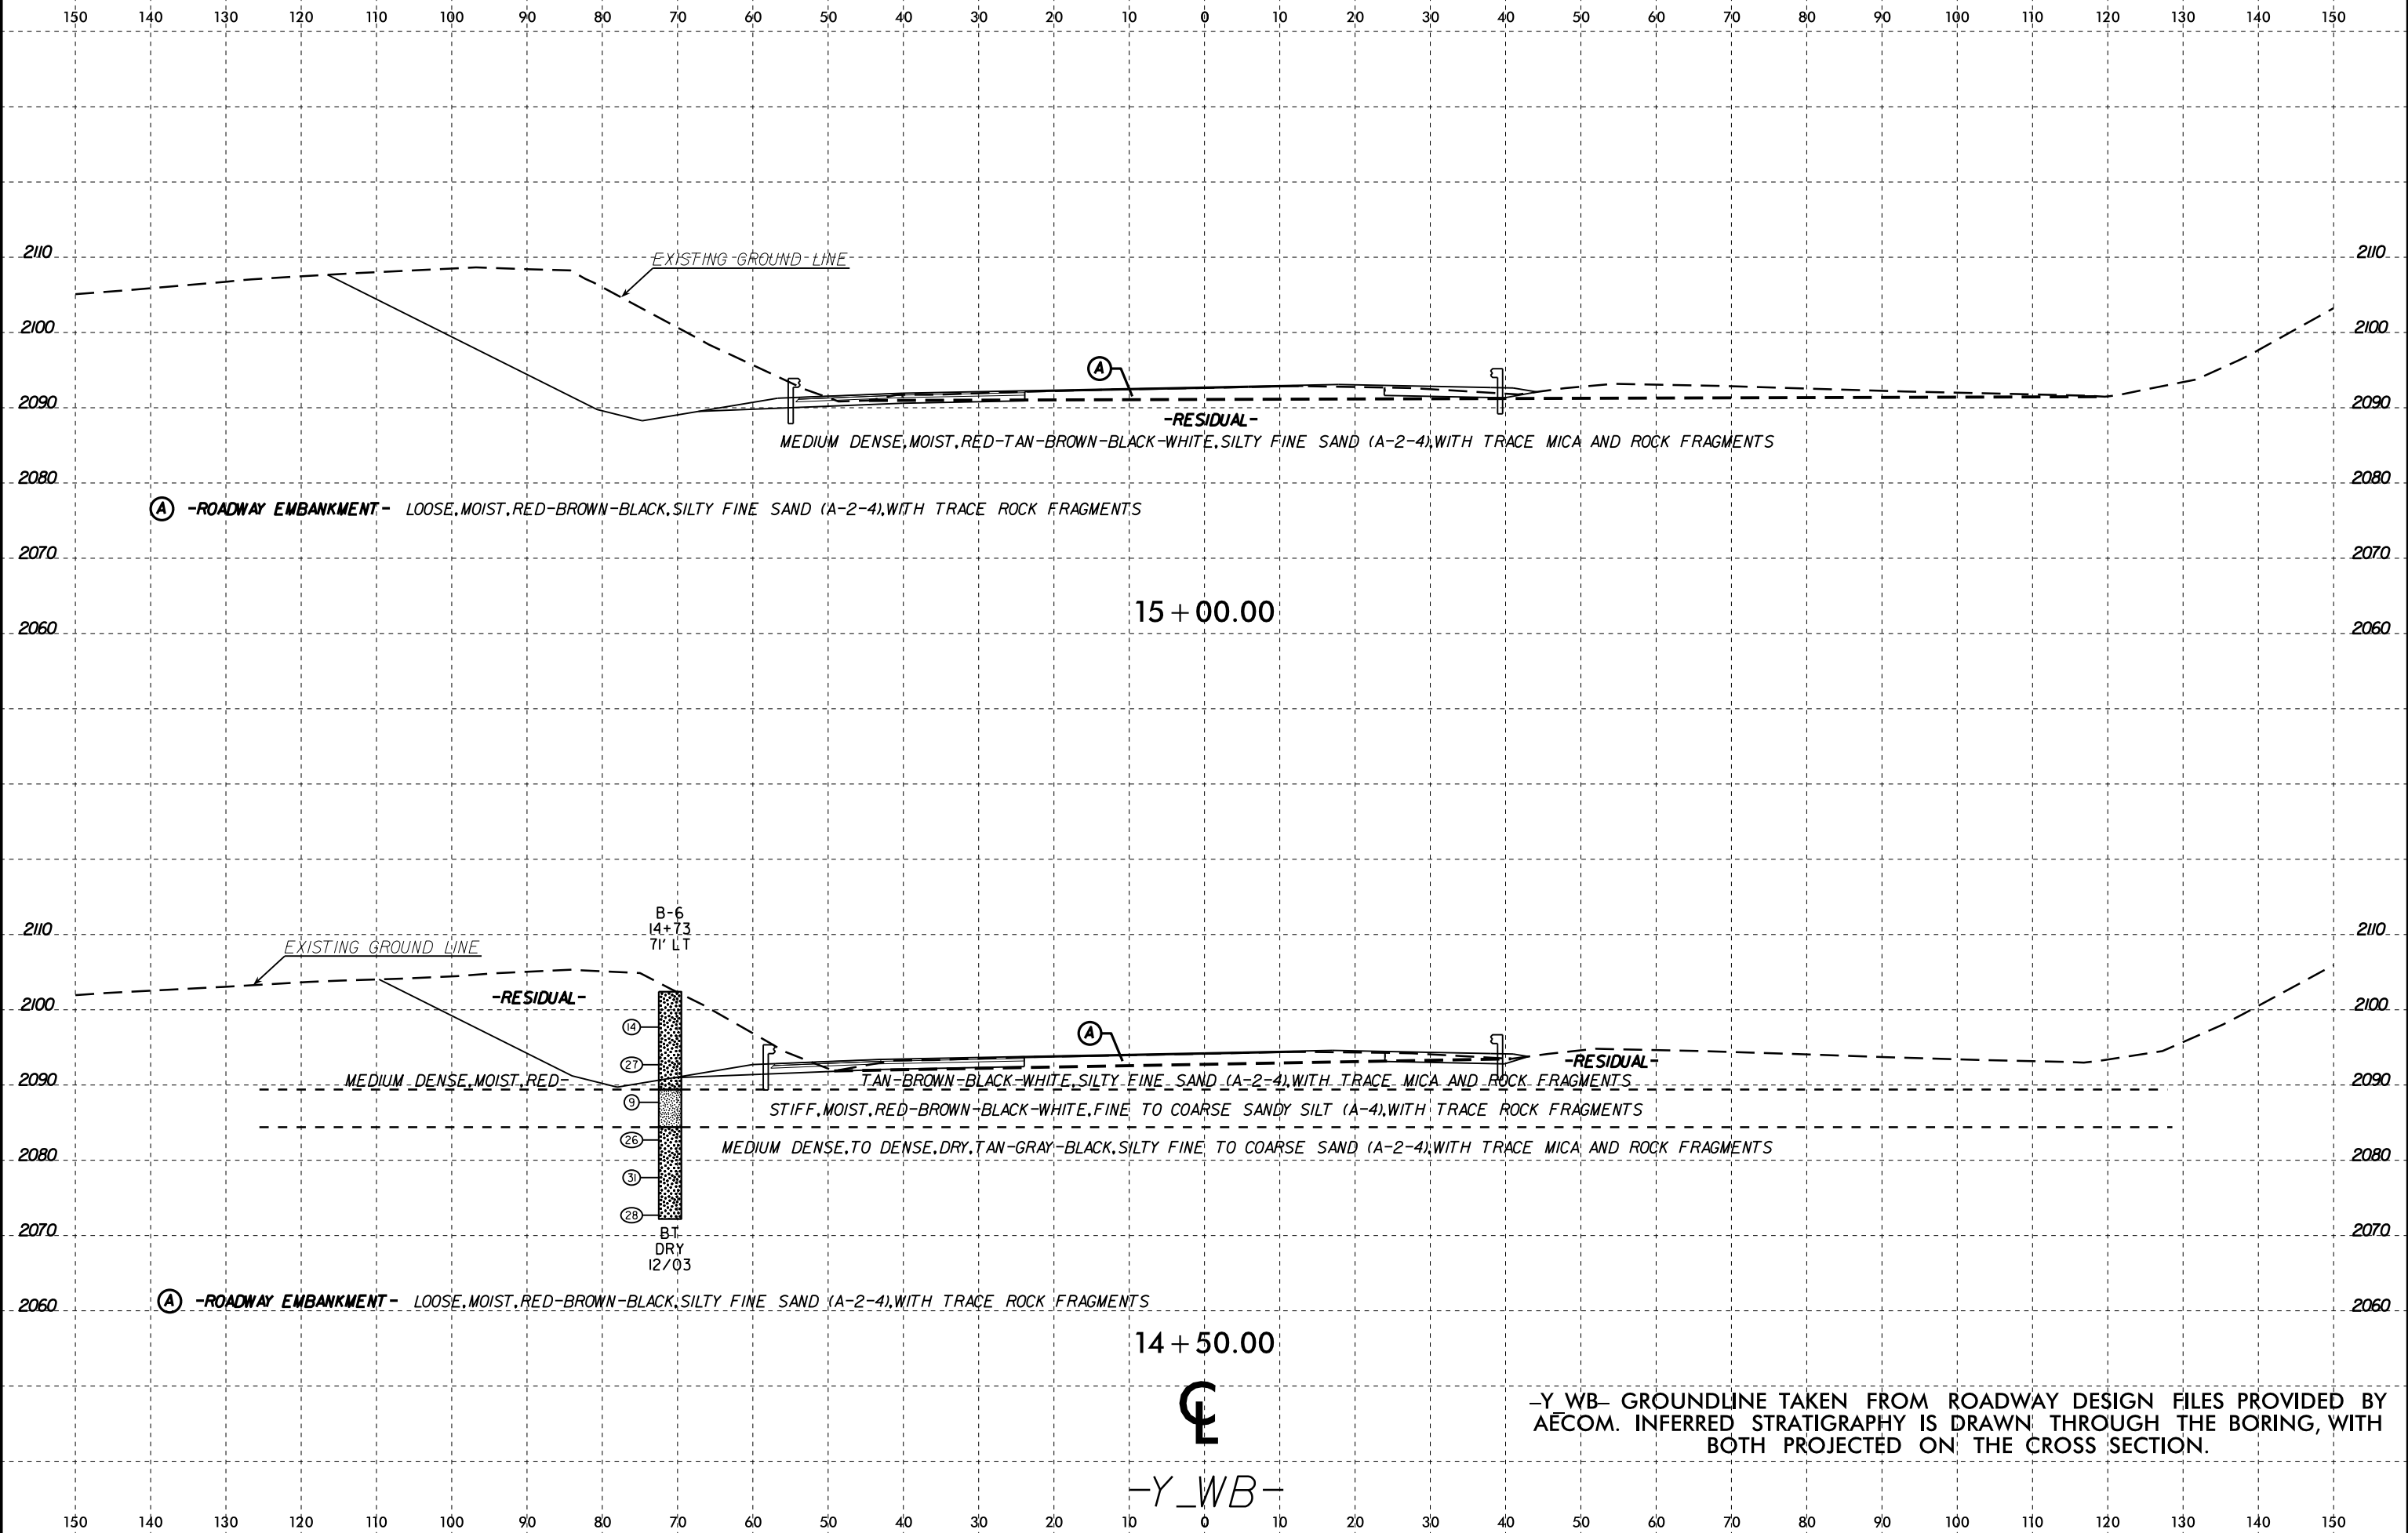 150 140 130 120 110 100 90 80 70 60 50 40 30 20 10 0 10 20 30 40 50 60 70 80 90 100 110 120 130 140 150
2110 2110
EXISTING GROUND LINE
2100 2100
A
2090 2090
-RESIDUAL-
MEDIUM DENSE,MOIST,RED-TAN-BROWN-BLACK-WHITE,SILTY FINE SAND (A-2-4),WITH TRACE MICA AND ROCK FRAGMENTS
2080 2080
A -ROADWAY EMBANKMENT- LOOSE,MOIST,RED-BROWN-BLACK,SILTY FINE SAND (A-2-4),WITH TRACE ROCK FRAGMENTS
2070 2070
15+00.00
2060 2060
B-6
14+73
71' LT
2110 2110
EXISTING GROUND LINE
-RESIDUAL-
2100 2100
14
A
27
-RESIDUAL-
MEDIUM DENSE,MOIST,RED- TAN-BROWN-BLACK-WHITE,SILTY FINE SAND (A-2-4),WITH TRACE MICA AND ROCK FRAGMENTS
2090 2090
9
STIFF,MOIST,RED-BROWN-BLACK-WHITE,FINE TO COARSE SANDY SILT (A-4),WITH TRACE ROCK FRAGMENTS
26
MEDIUM DENSE,TO DENSE,DRY,TAN-GRAY-BLACK,SILTY FINE TO COARSE SAND (A-2-4),WITH TRACE MICA AND ROCK FRAGMENTS
2080 2080
31
28
2070 2070
BT
DRY
12/03
A -ROADWAY EMBANKMENT- LOOSE,MOIST,RED-BROWN-BLACK,SILTY FINE SAND (A-2-4),WITH TRACE ROCK FRAGMENTS
2060 2060
14+50.00
CL
-Y_WB- GROUNDLINE TAKEN FROM ROADWAY DESIGN FILES PROVIDED BY
AECOM. INFERRED STRATIGRAPHY IS DRAWN THROUGH THE BORING, WITH
BOTH PROJECTED ON THE CROSS SECTION.
-Y_WB-
150 140 130 120 110 100 90 80 70 60 50 40 30 20 10 0 10 20 30 40 50 60 70 80 90 100 110 120 130 140 150